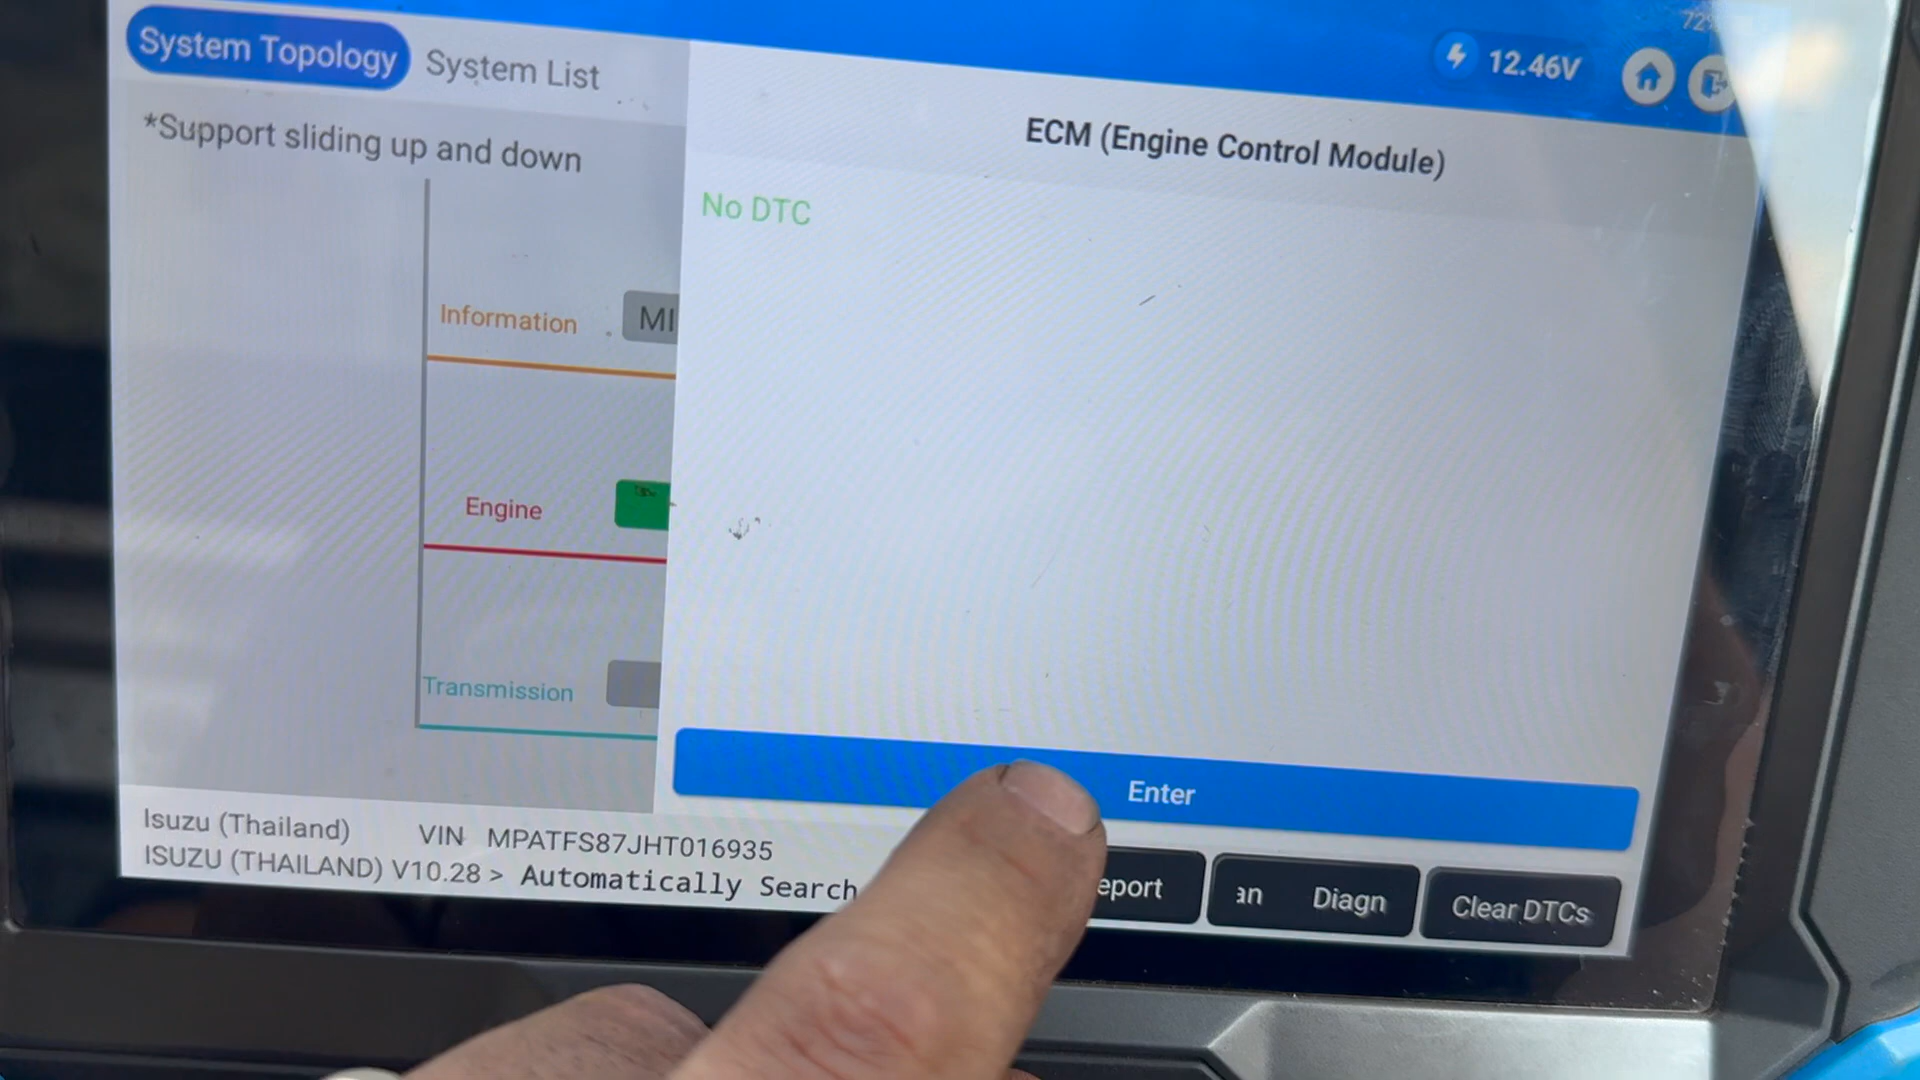 72
12.46V
System Topology
System List
*Support sliding up and down
ECM (Engine Control Module)
No DTC
Information
MI
Engine
Transmission
Enter
Isuzu (Thailand) VIN MPATFS87JHT016935
ISUZU (THAILAND) V10.28 > Automatically Search
eport
an Diagn
Clear DTCs